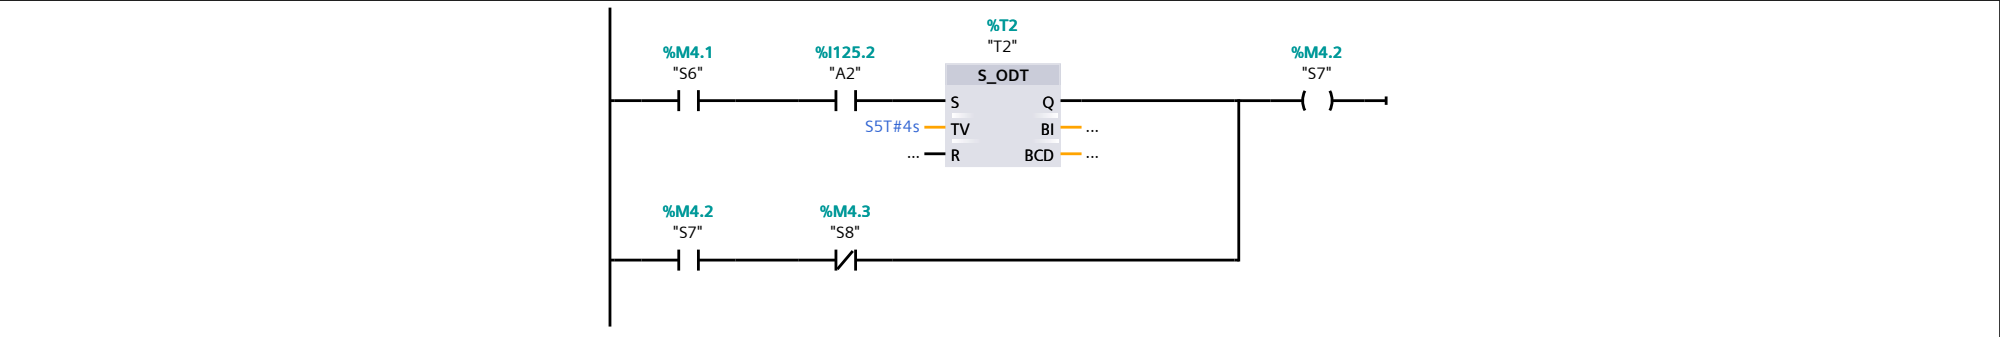 %T2
"T2"
%M4.1
%I125.2
%M4.2
"S6"
"A2"
"S7"
S_ODT
S
Q
S5T#4s
TV
BI
...
...
R
BCD
...
%M4.2
%M4.3
"S7"
"S8"